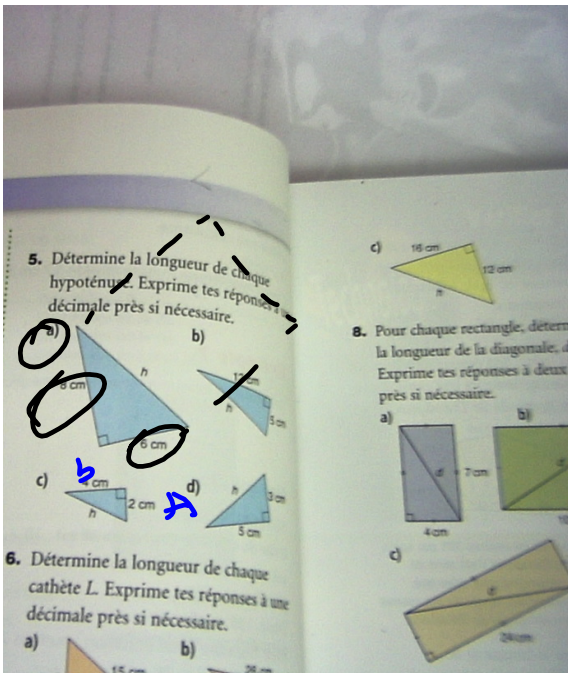 5. Détermine la longueur de chaque
hypoténuse. Exprime tes réponses à
décimale près si nécessaire.
a)
8 cm
h
6 cm
b)
h
5 cm
c)
b
cm
2 cm
h
d)
A
h
3 cm
5 cm
6. Détermine la longueur de chaque
cathète L. Exprime tes réponses à une
décimale près si nécessaire.
a)
15 cm
b)
c)
16 cm
12 cm
h
8. Pour chaque rectangle,
la longueur de la diagonale,
Exprime tes réponses à deux
près si nécessaire.
a)
d
7 cm
4 cm
b)
d
c)
d
24 cm